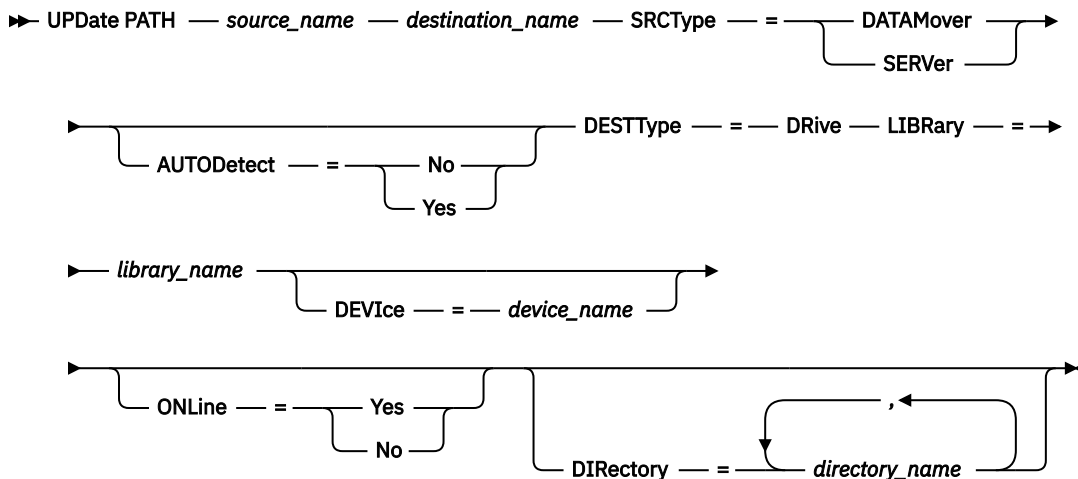 UPDate PATH source_name destination_name SRCType = DATAMover
SERVer
DESTType = DRive LIBRary =
AUTODetect = No
Yes
library_name
DEVIce = device_name
ONLine = Yes
No
,
DIRectory = directory_name